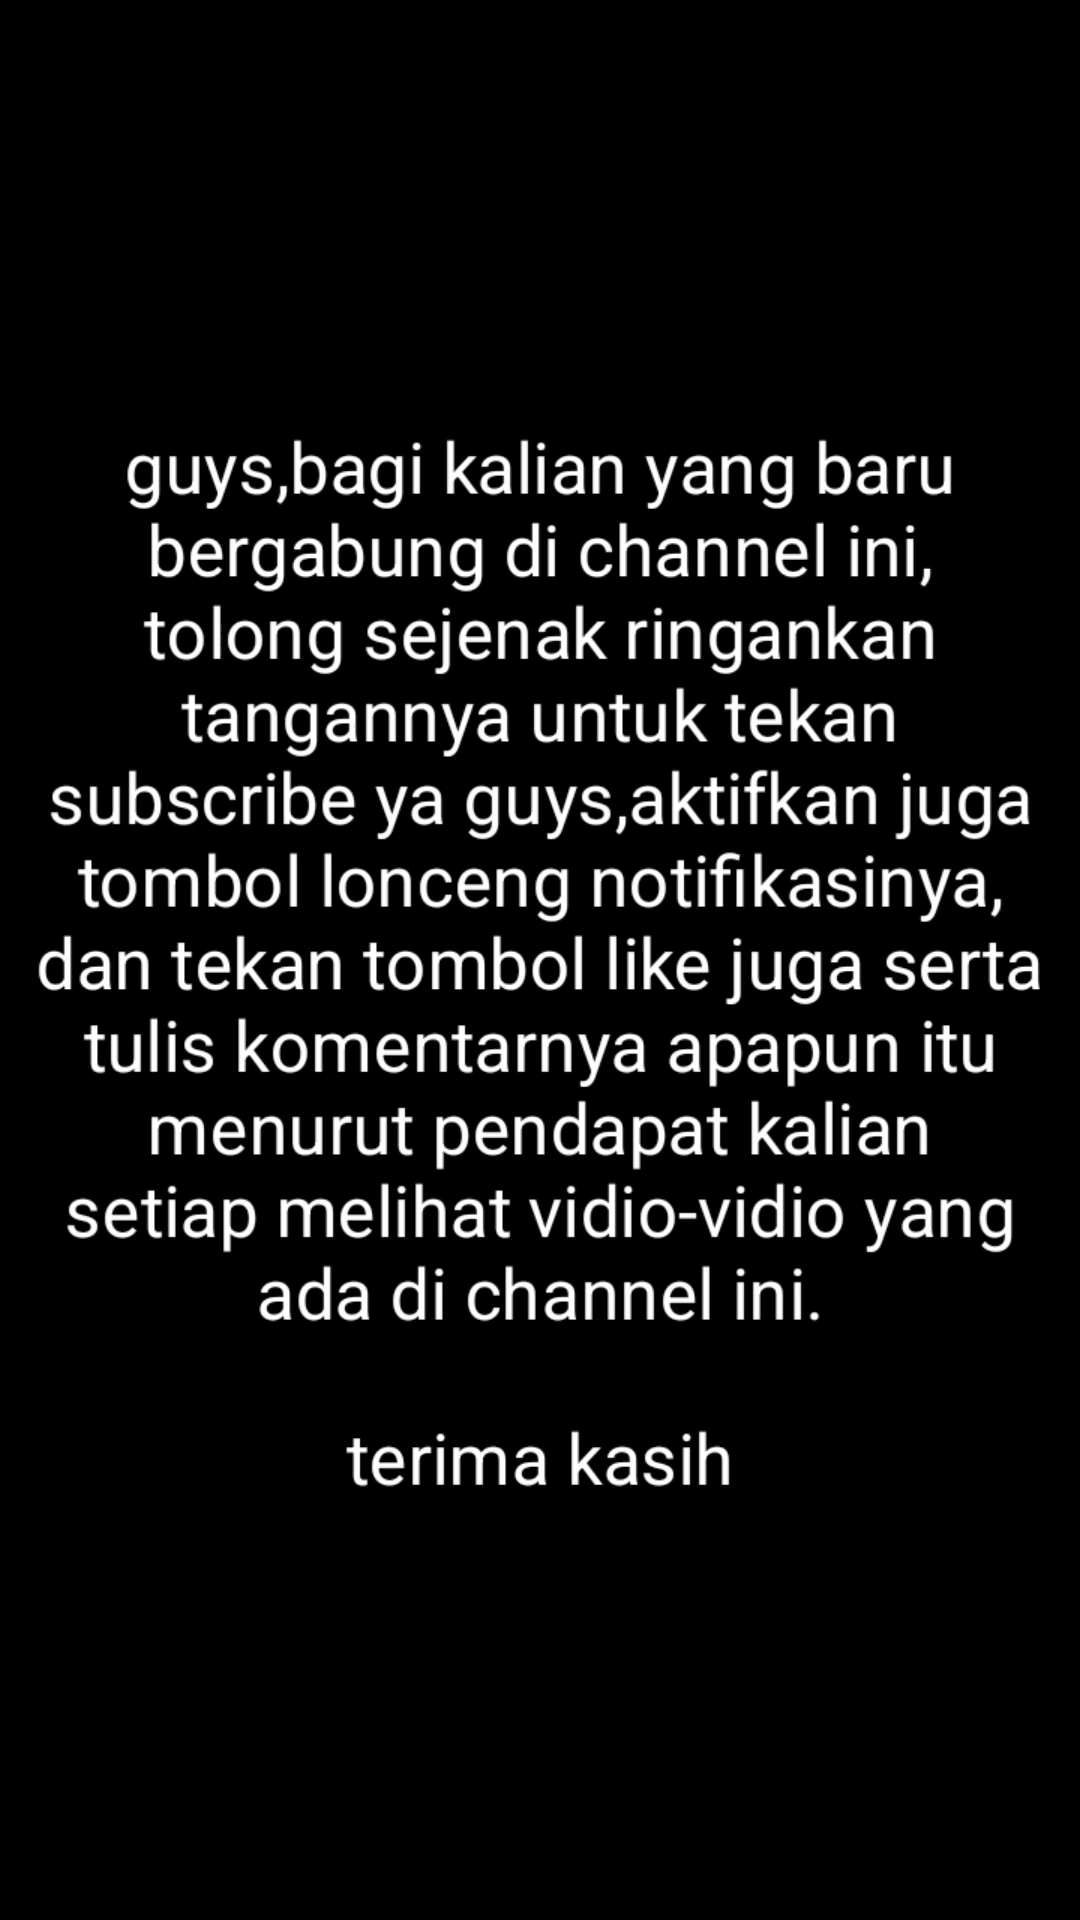 guys,bagi kalian yang baru
bergabung di channel ini,
tolong sejenak ringankan
tangannya untuk tekan
subscribe ya guys,aktifkan juga
tombol lonceng notifikasinya,
dan tekan tombol like juga serta
tulis komentarnya apapun itu
menurut pendapat kalian
setiap melihat vidio-vidio yang
ada di channel ini.
terima kasih